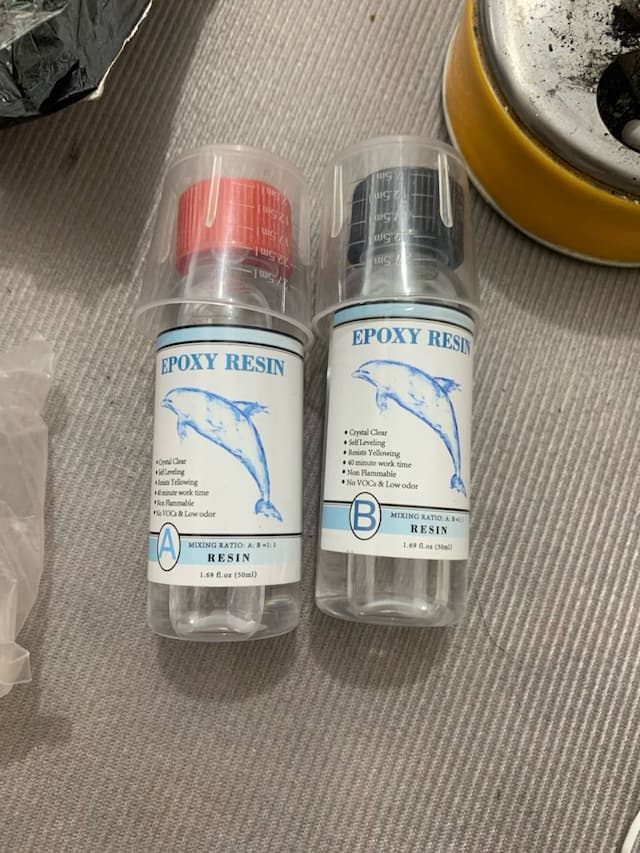 EPOXY RESIN
• Crystal Clear
• Self Leveling
• Resists Yellowing
• 40 minute work time
• Non Flammable
• No VOCs & Low odor
A
MIXING RATIO: A: B =1: 1
RESIN
1.69 fl.oz (50ml)
EPOXY RESIN
• Crystal Clear
• Self Leveling
• Resists Yellowing
• 40 minute work time
• Non Flammable
• No VOCs & Low odor
B
MIXING RATIO: A: B =1:
RESIN
1.69 fl.oz (50ml)